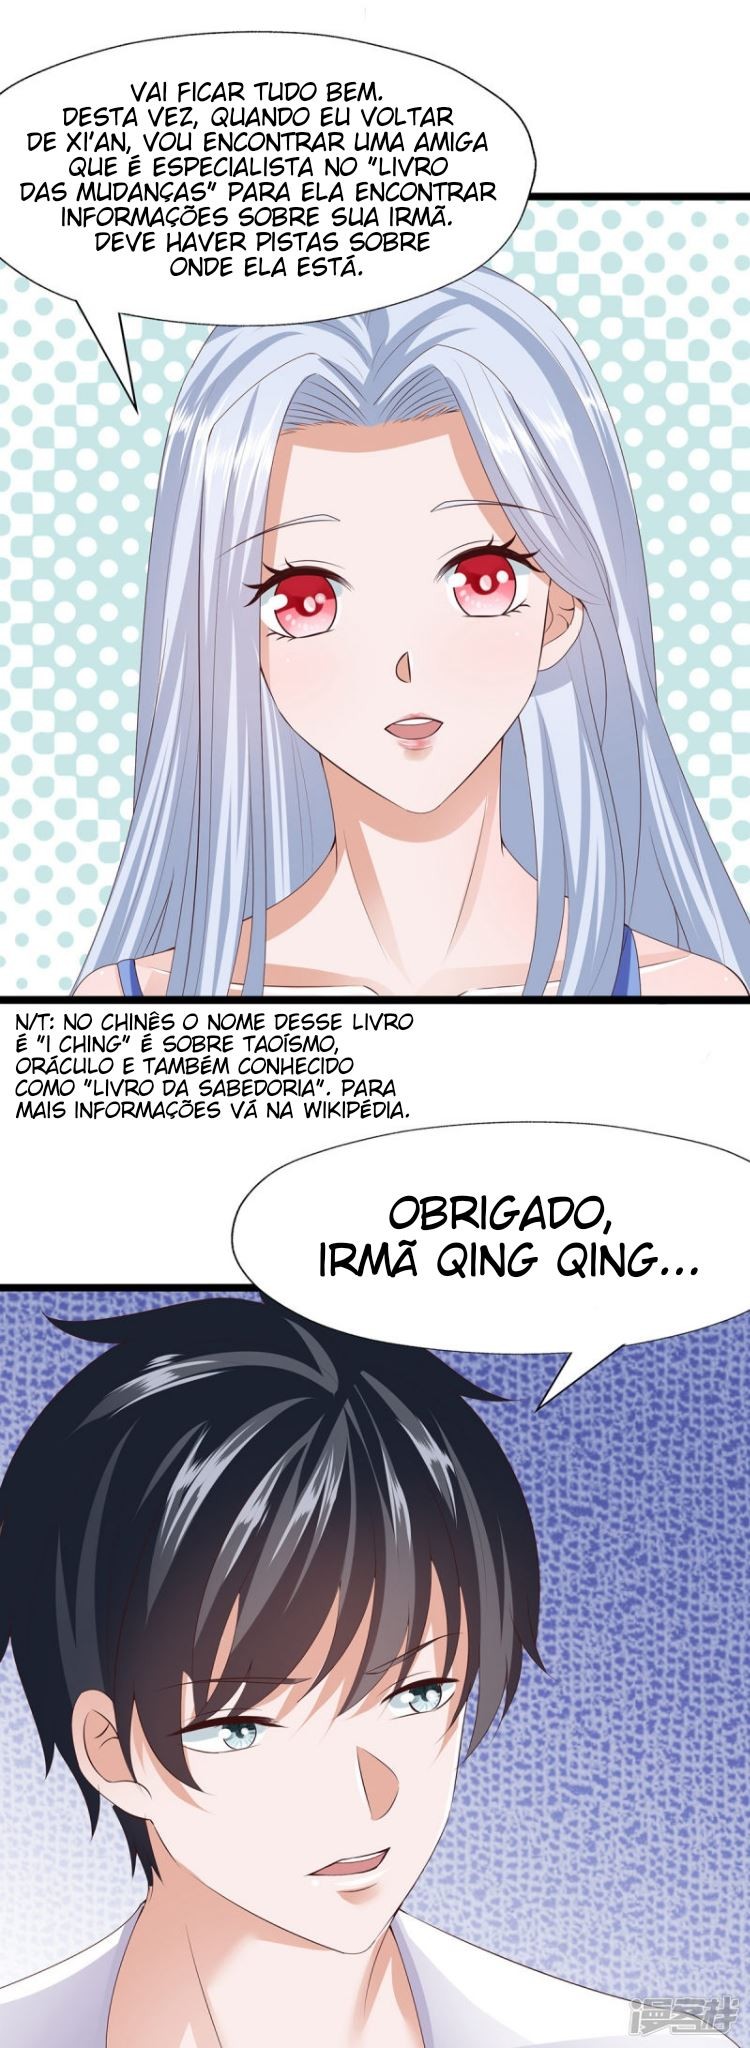 VAI FICAR TUDO BEM.
DESTA VEZ, QUANDO EU VOLTAR
DE XI'AN, VOU ENCONTRAR UMA AMIGA
QUE É ESPECIALISTA NO "LIVRO
DAS MUDANÇAS" PARA ELA ENCONTRAR
INFORMAÇÕES SOBRE SUA IRMÃ.
DEVE HAVER PISTAS SOBRE
ONDE ELA ESTÁ.
N/T: NO CHINÊS O NOME DESSE LIVRO
É "I CHING" É SOBRE TAOÍSMO,
ORÁCULO E TAMBÉM CONHECIDO
COMO "LIVRO DA SABEDORIA". PARA
MAIS INFORMAÇÕES VÁ NA WIKIPÉDIA.
OBRIGADO,
IRMÃ QING QING...
漫客栈